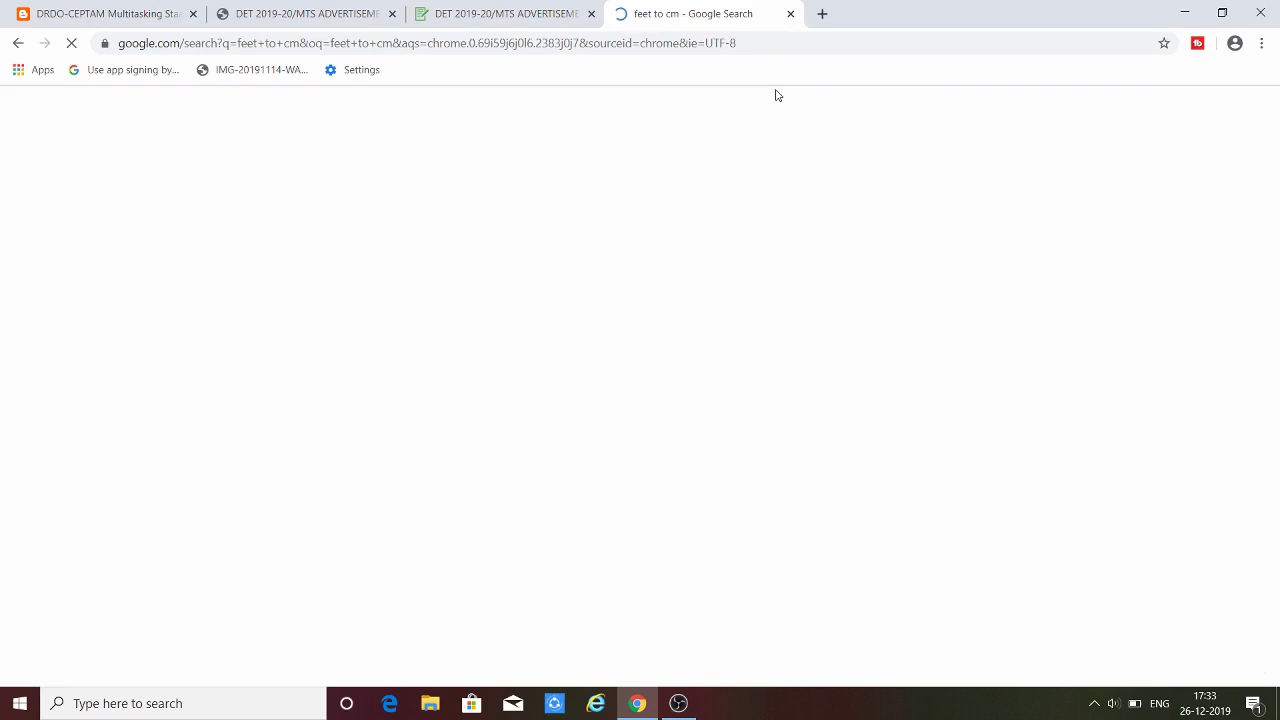 DRDO-CEPTAM Multitasking Sta
DET 2019-20/MTS ADVERTISEME
DET 2019-20/MTS ADVERTISEME
feet to cm - Google Search
google.com/search?q=feet+to+cm&oq=feet+to+cm&aqs=chrome.0.69i59j6j0l6.2383j0j7&sourceid=chrome&ie=UTF-8
Apps
Use app signing by...
IMG-20191114-WA...
Settings
Type here to search
ENG
17:33
26-12-2019